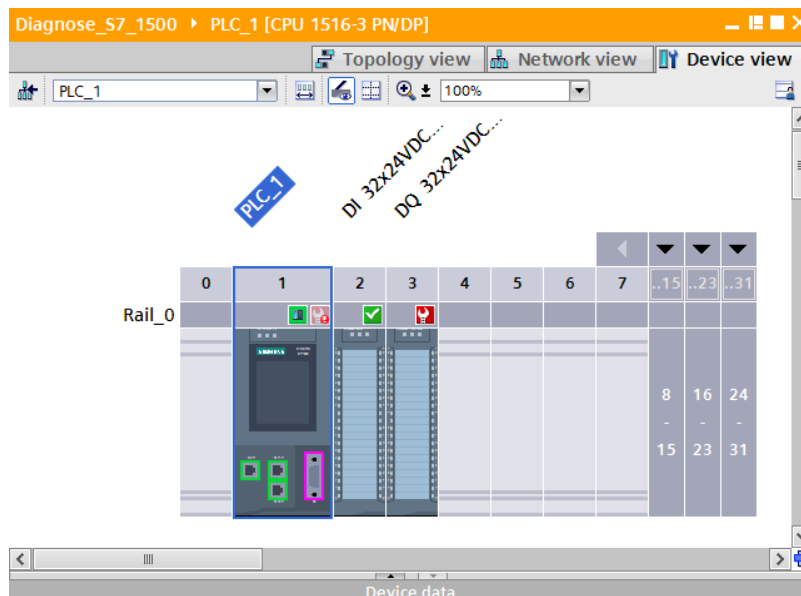 Diagnose_S7_1500 ▸ PLC_1 [CPU 1516-3 PN/DP]
Topology view Network view Device view
PLC_1 100%
PLC_1 DI 32x24VDC... DQ 32x24VDC...
0 1 2 3 4 5 6 7 ..15 ..23 ..31
Rail_0
SIEMENS
8 16 24
- - -
15 23 31
Device data